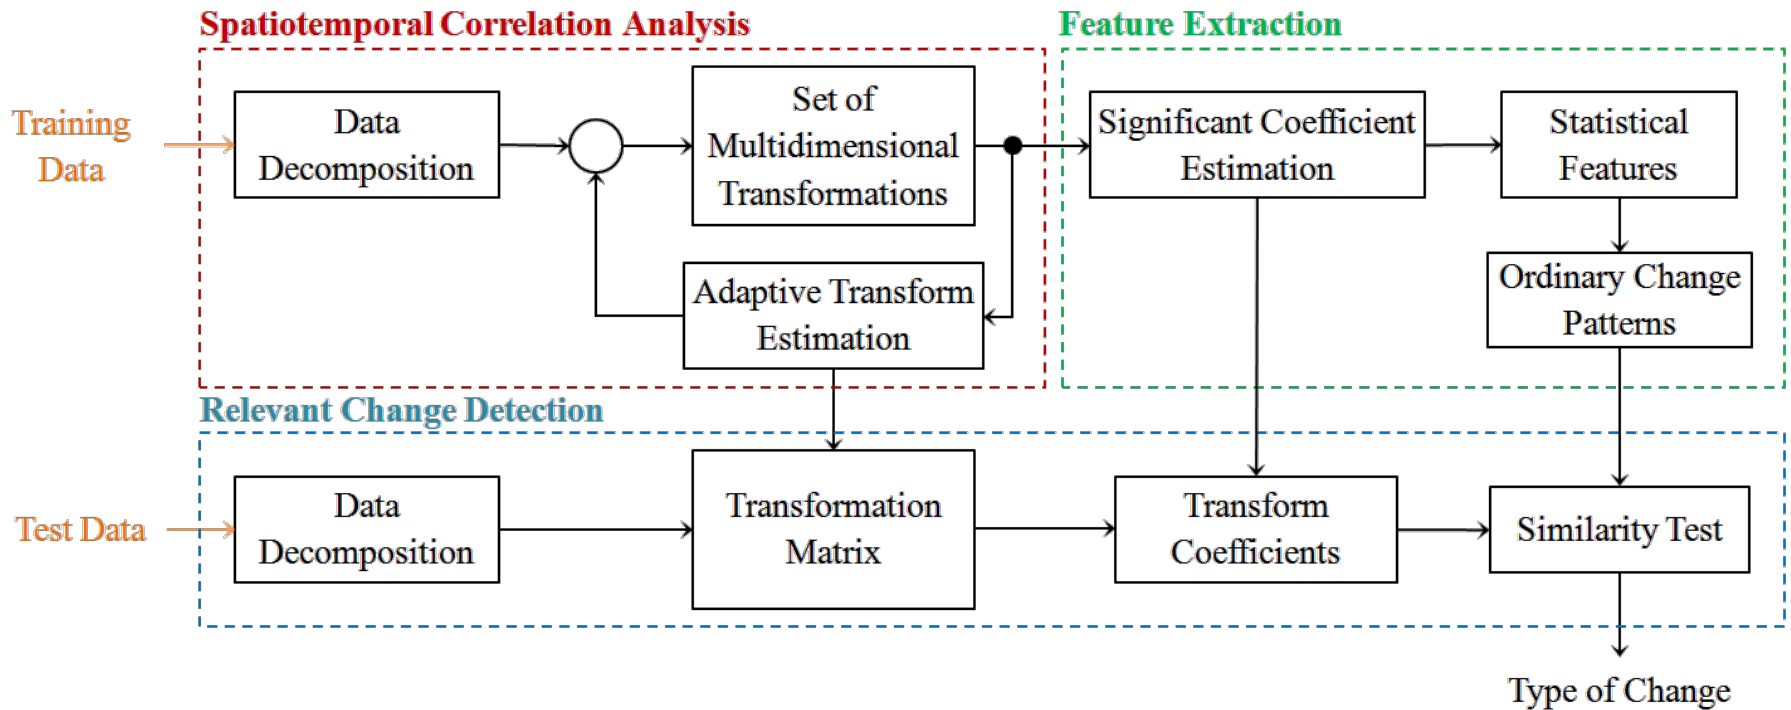 Spatiotemporal Correlation Analysis
Feature Extraction
Training
Data
Data
Decomposition
Set of
Multidimensional
Transformations
Significant Coefficient
Estimation
Statistical
Features
Adaptive Transform
Estimation
Ordinary Change
Patterns
Relevant Change Detection
Test Data
Data
Decomposition
Transformation
Matrix
Transform
Coefficients
Similarity Test
Type of Change